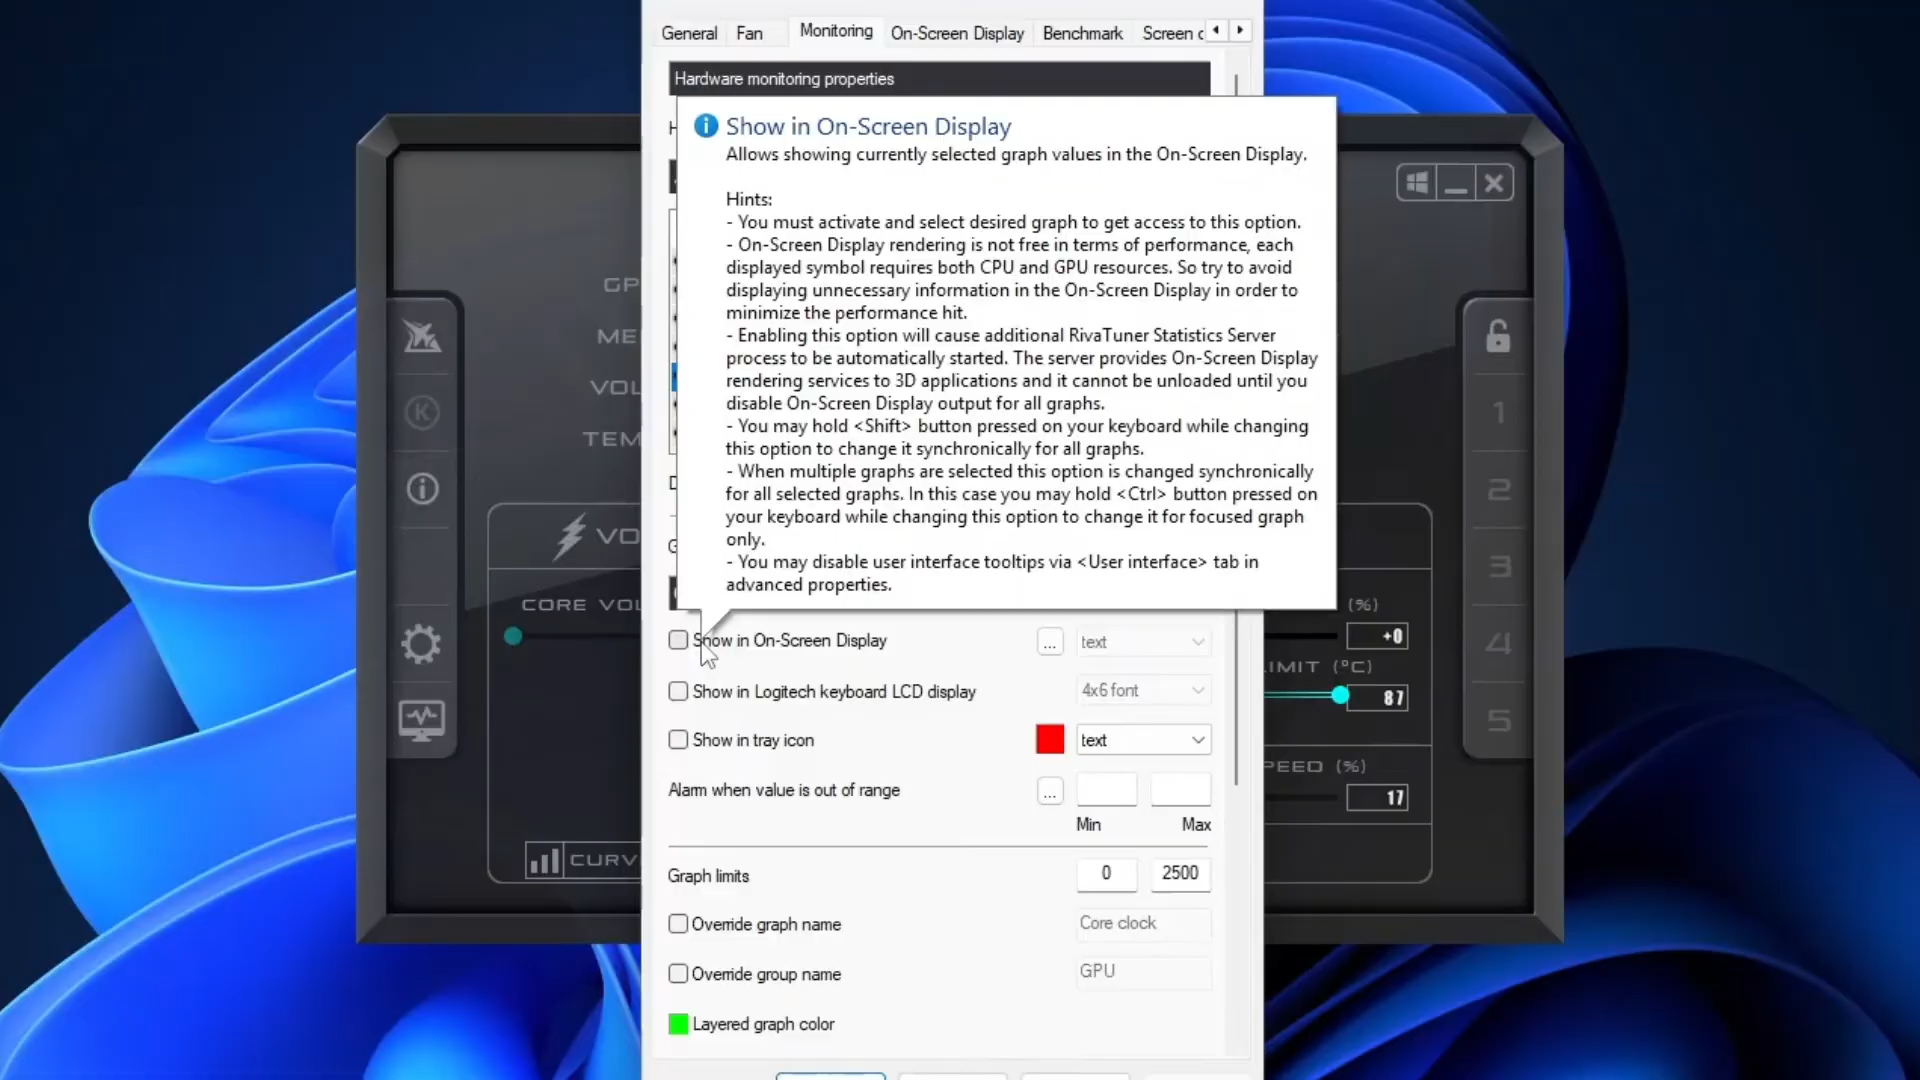 General Fan Monitoring On-Screen Display Benchmark Screen c
Hardware monitoring properties
Show in On-Screen Display
Allows showing currently selected graph values in the On-Screen Display.
Hints:
- You must activate and select desired graph to get access to this option.
- On-Screen Display rendering is not free in terms of performance, each
displayed symbol requires both CPU and GPU resources. So try to avoid
displaying unnecessary information in the On-Screen Display in order to
minimize the performance hit.
- Enabling this option will cause additional RivaTuner Statistics Server
process to be automatically started. The server provides On-Screen Display
rendering services to 3D applications and it cannot be unloaded until you
disable On-Screen Display output for all graphs.
- You may hold <Shift> button pressed on your keyboard while changing
this option to change it synchronically for all graphs.
- When multiple graphs are selected this option is changed synchronically
for all selected graphs. In this case you may hold <Ctrl> button pressed on
your keyboard while changing this option to change it for focused graph
only.
- You may disable user interface tooltips via <User interface> tab in
advanced properties.
Show in On-Screen Display ... text
Show in Logitech keyboard LCD display 4x6 font
Show in tray icon text
Alarm when value is out of range ...
Min Max
Graph limits 0 2500
Override graph name Core clock
Override group name GPU
Layered graph color
GP
ME
VOL
TEM
K
VO
CORE VOL
CURV
(%)
+0
LIMIT (°C)
87
PEED (%)
17
1
2
3
4
5